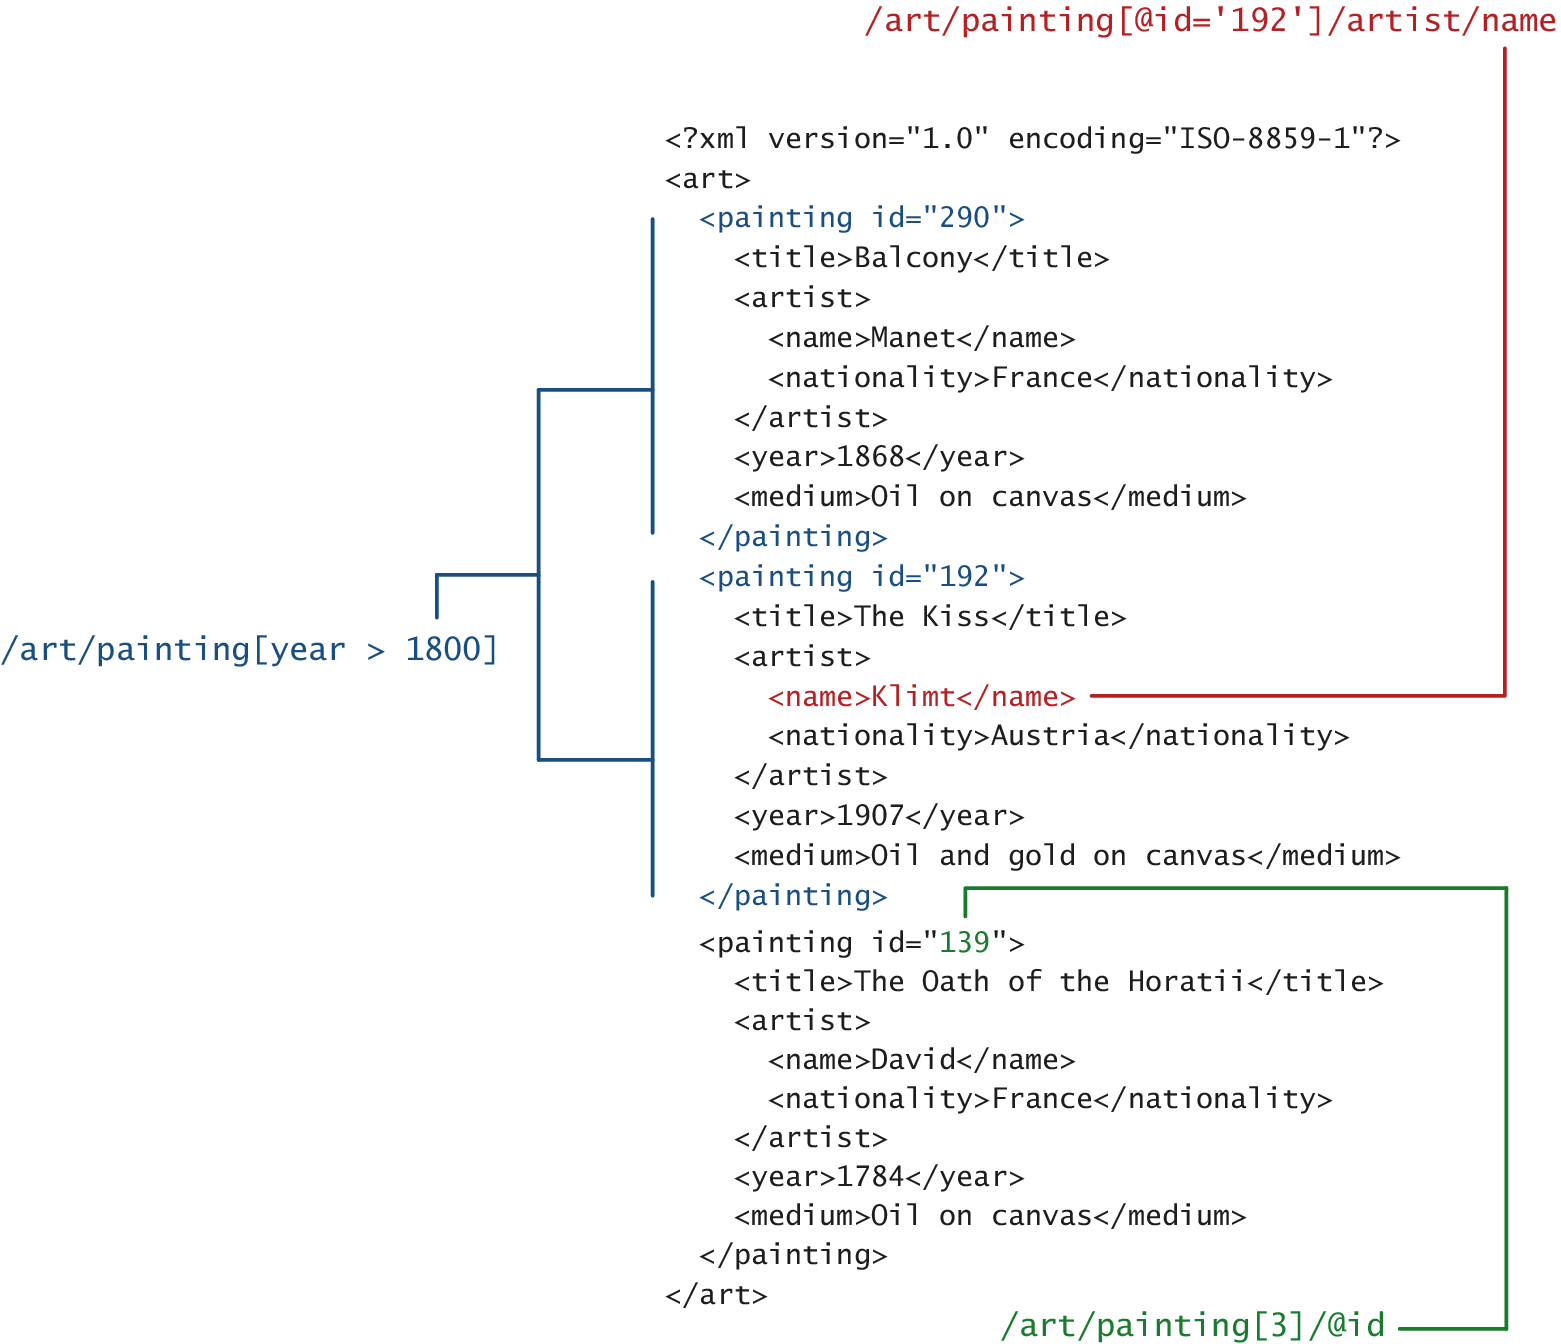 /art/painting[@id='192']/artist/name
<?xml version="1.0" encoding="ISO-8859-1"?>
<art>
<painting id="290">
<title>Balcony</title>
<artist>
<name>Manet</name>
<nationality>France</nationality>
</artist>
<year>1868</year>
<medium>Oil on canvas</medium>
</painting>
<painting id="192">
<title>The Kiss</title>
/art/painting[year > 1800]
<artist>
<name>Klimt</name>
<nationality>Austria</nationality>
</artist>
<year>1907</year>
<medium>Oil and gold on canvas</medium>
</painting>
<painting id="139">
<title>The Oath of the Horatii</title>
<artist>
<name>David</name>
<nationality>France</nationality>
</artist>
<year>1784</year>
<medium>Oil on canvas</medium>
</painting>
</art>
/art/painting[3]/@id